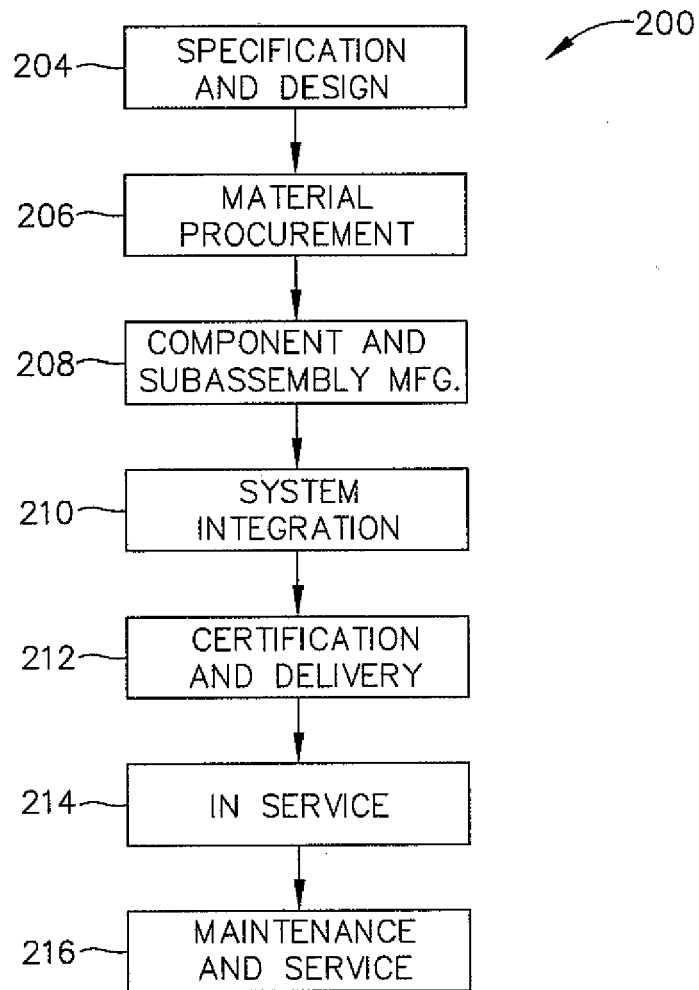 200
204
SPECIFICATION
AND DESIGN
206
MATERIAL
PROCUREMENT
208
COMPONENT AND
SUBASSEMBLY MFG.
210
SYSTEM
INTEGRATION
212
CERTIFICATION
AND DELIVERY
214
IN SERVICE
216
MAINTENANCE
AND SERVICE